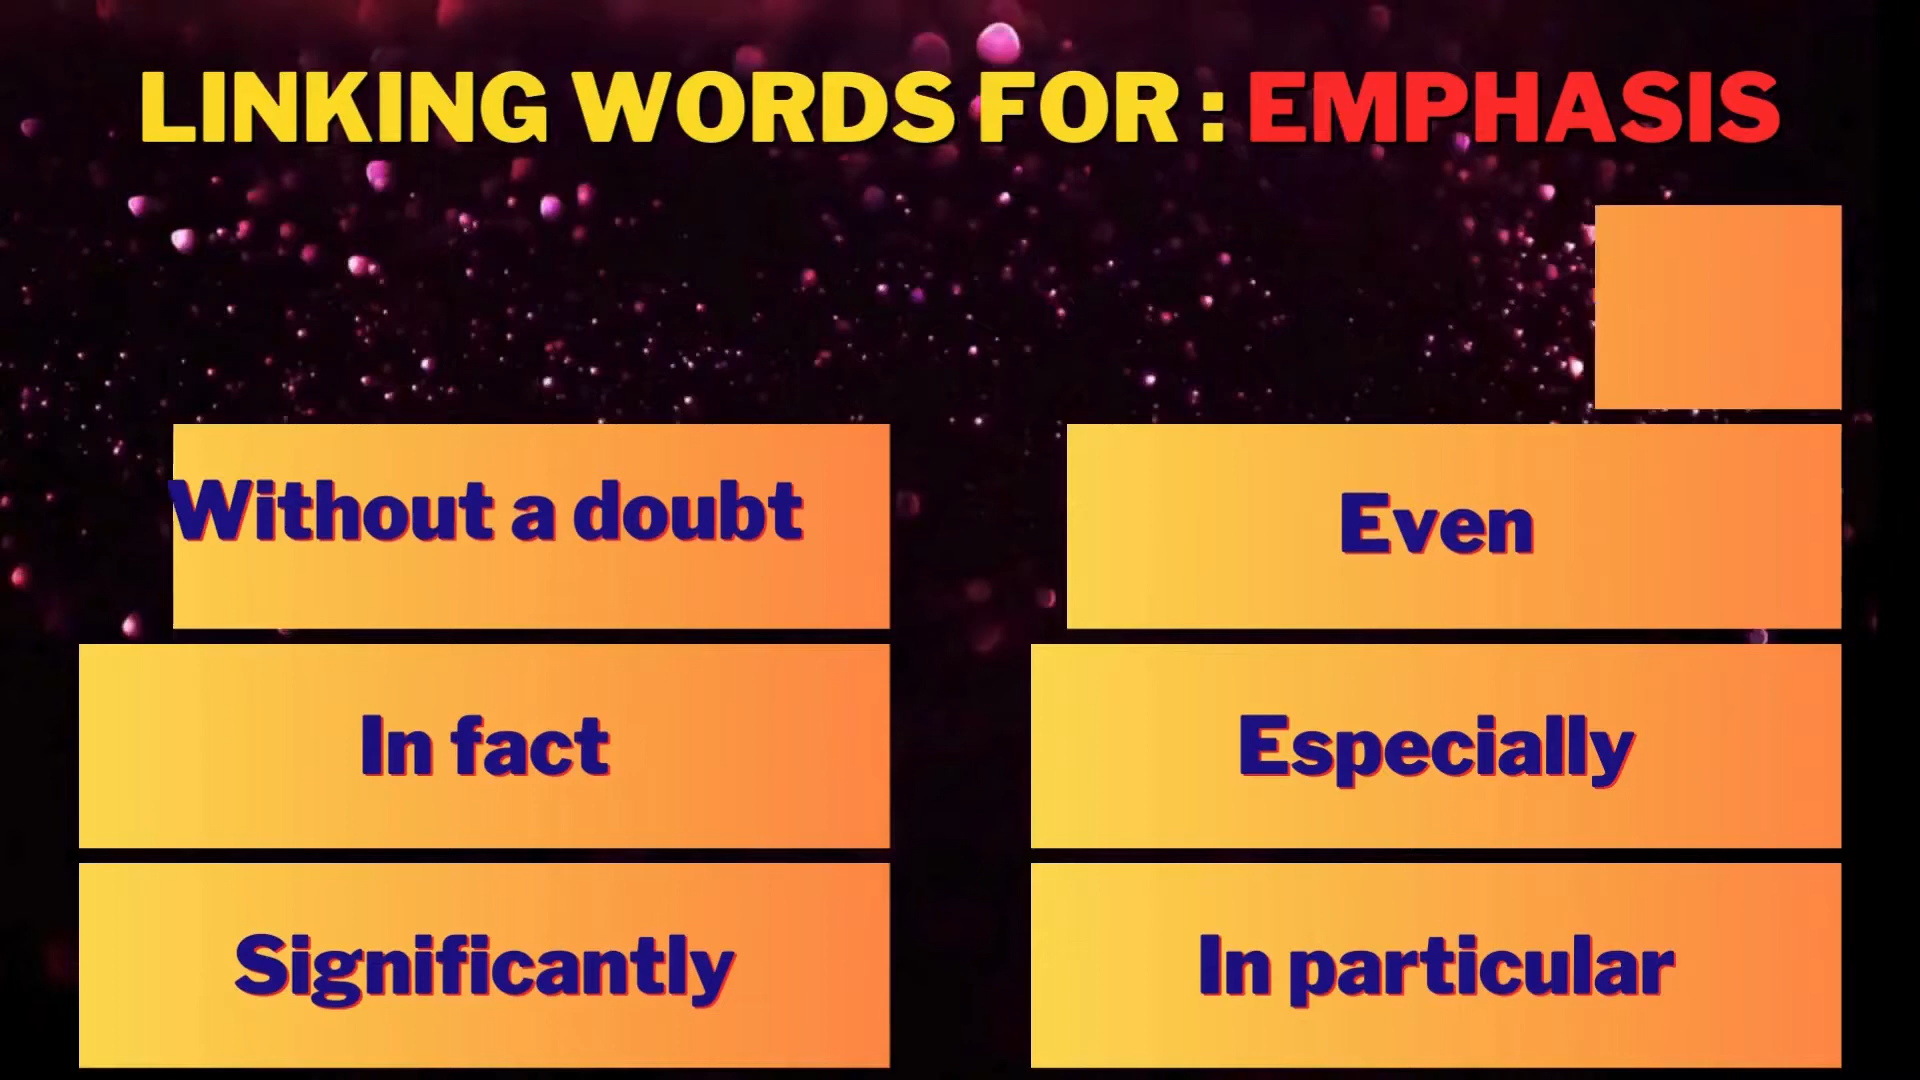 LINKING WORDS FOR : EMPHASIS
Without a doubt
Even
In fact
Especially
Significantly
In particular